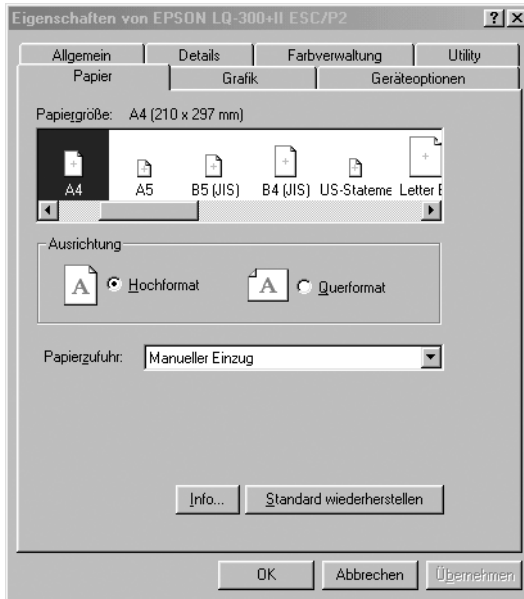 Eigenschaften von EPSON LQ-300+II ESC/P2
Allgemein Details Farbverwaltung Utility
Papier Grafik Geräteoptionen
Papiergröße: A4 (210 x 297 mm)
A4 A5 B5 (JIS) B4 (JIS) US-Stateme Letter E
Ausrichtung
A Hochformat A Querformat
Papierzufuhr: Manueller Einzug
Info... Standard wiederherstellen
OK Abbrechen Übernehmen